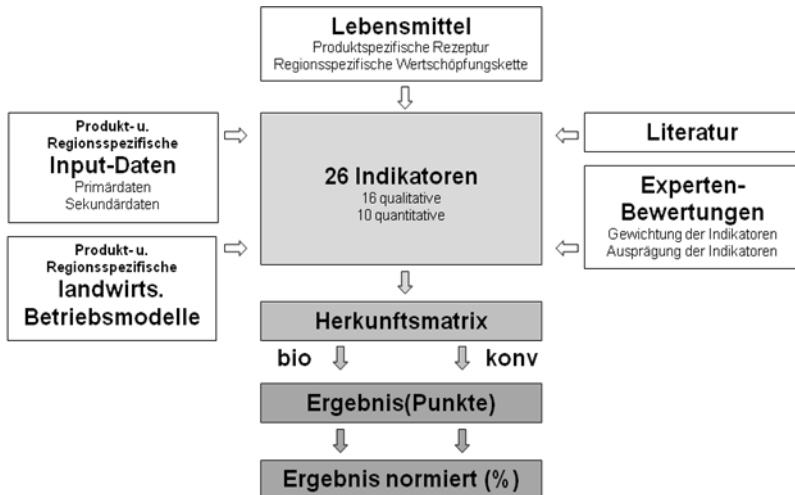 Lebensmittel
Produktspezifische Rezeptur
Regionsspezifische Wertschöpfungskette
Produkt- u.
Regionsspezifische
Input-Daten
Primärdaten
Sekundärdaten
Produkt- u.
Regionsspezifische
landwirts.
Betriebsmodelle
26 Indikatoren
16 qualitative
10 quantitative
Literatur
Experten-
Bewertungen
Gewichtung der Indikatoren
Ausprägung der Indikatoren
Herkunftsmatrix
bio konv
Ergebnis(Punkte)
Ergebnis normiert (%)